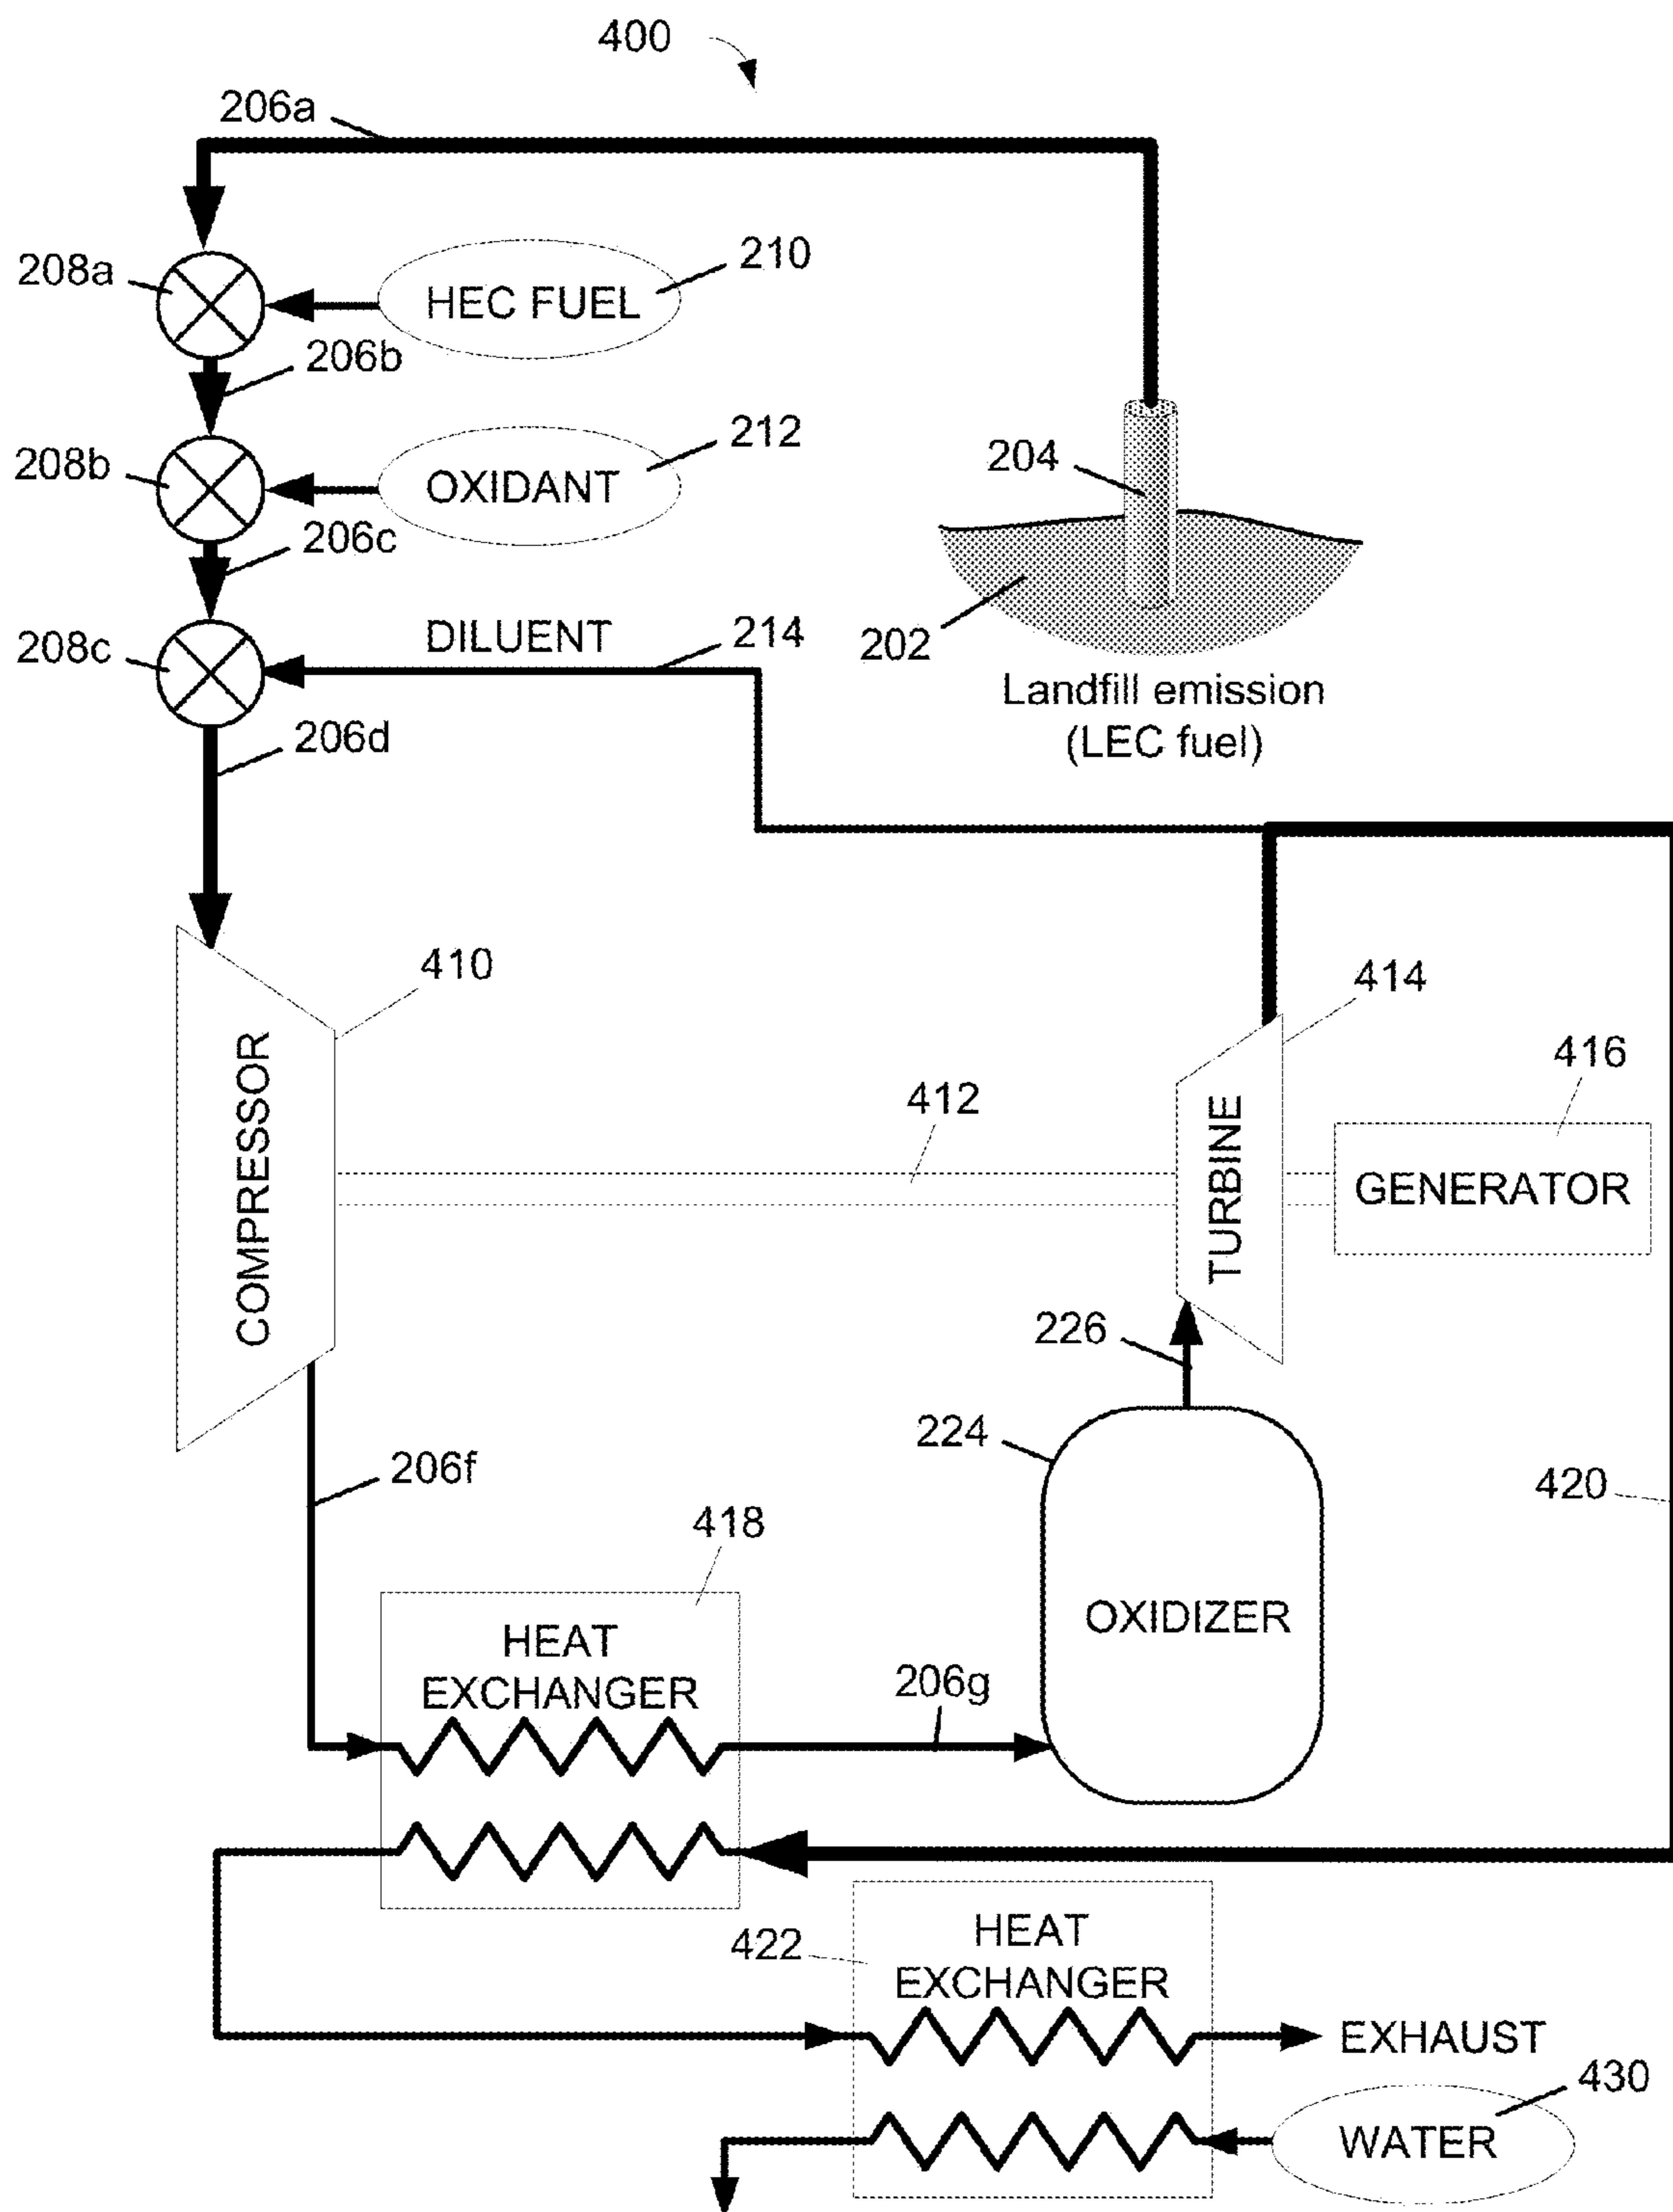 400
206a
208a
HEC FUEL
210
206b
208b
OXIDANT
212
206c
204
208c
DILUENT
214
202
Landfill emission
(LEC fuel)
206d
410
COMPRESSOR
412
414
TURBINE
416
GENERATOR
226
224
OXIDIZER
206f
418
420
HEAT
EXCHANGER
206g
422
HEAT
EXCHANGER
EXHAUST
430
WATER